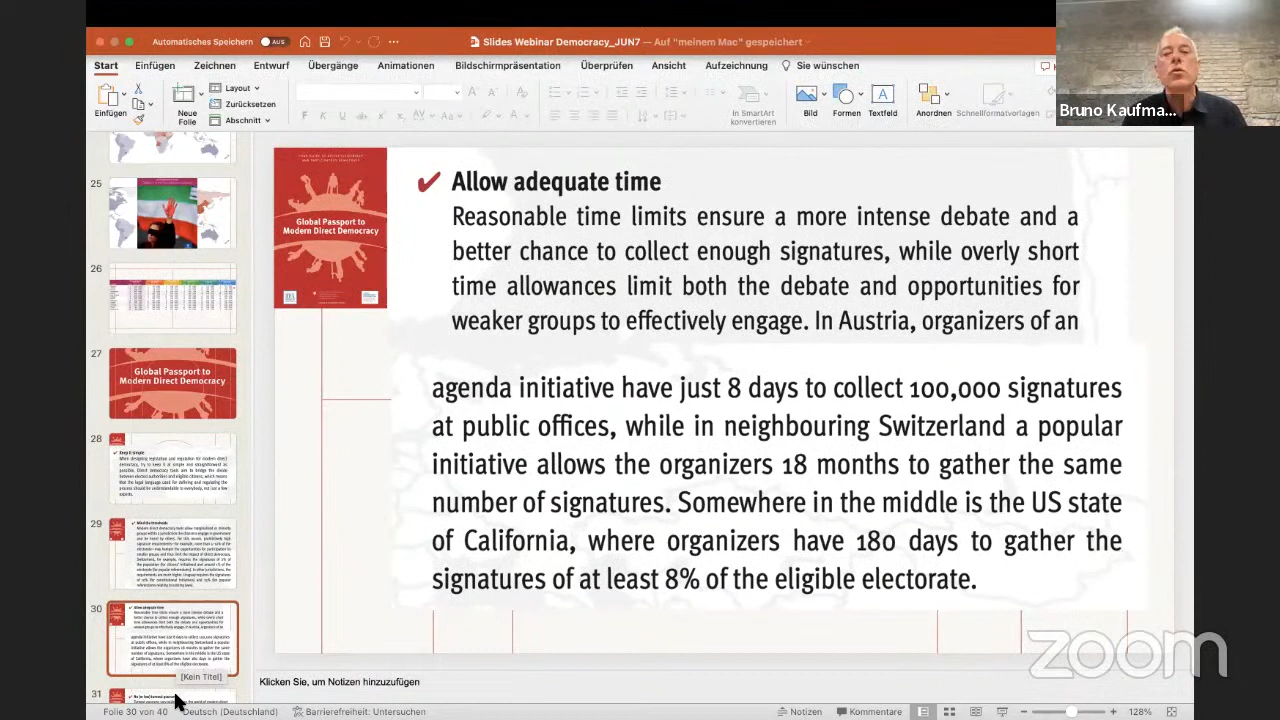 Automatisches Speichern AUS
Slides Webinar Democracy_JUN7 — Auf "meinem Mac" gespeichert
Start Einfügen Zeichnen Entwurf Übergänge Animationen Bildschirmpräsentation Überprüfen Ansicht Aufzeichnung Sie wünschen
Einfügen
Neue
Folie
Layout
Zurücksetzen
Abschnitt
In SmartArt
konvertieren
Bild
Formen
Textfeld
Anordnen
Schnellformatvorlagen
Bruno Kaufma...
25
26
27
Global Passport to
Modern Direct Democracy
28
29
30
[Kein Titel]
31
Global Passport to
Modern Direct Democracy
✔ Allow adequate time
Reasonable time limits ensure a more intense debate and a
better chance to collect enough signatures, while overly short
time allowances limit both the debate and opportunities for
weaker groups to effectively engage. In Austria, organizers of an
agenda initiative have just 8 days to collect 100,000 signatures
at public offices, while in neighbouring Switzerland a popular
initiative allows the organizers 18 months to gather the same
number of signatures. Somewhere in the middle is the US state
of California, where organizers have 180 days to gather the
signatures of at least 8% of the eligible electorate.
zoom
Klicken Sie, um Notizen hinzuzufügen
Folie 30 von 40 Deutsch (Deutschland) Barrierefreiheit: Untersuchen Notizen Kommentare 128%